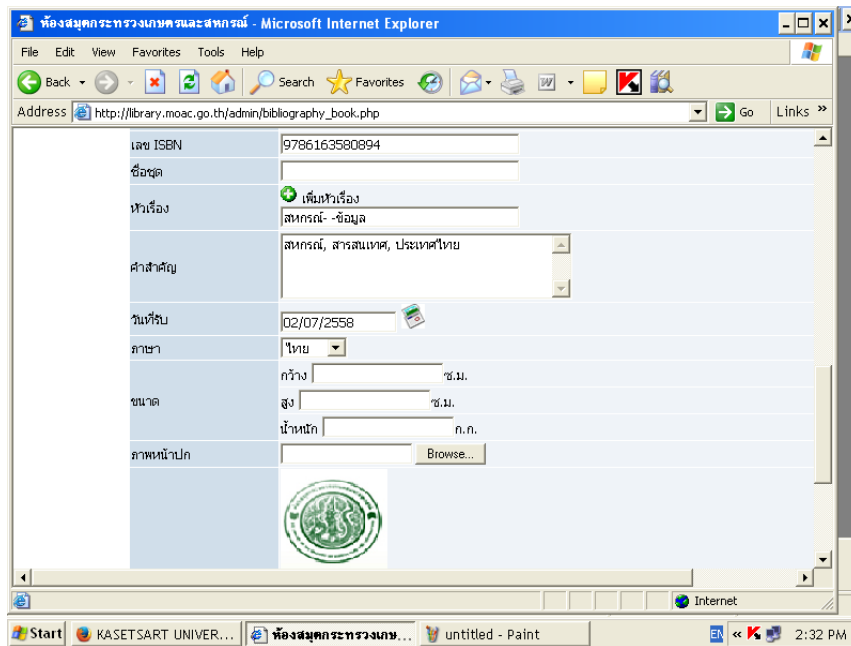 ห้องสมุดกระทรวงเกษตรและสหกรณ์ - Microsoft Internet Explorer
File Edit View Favorites Tools Help
Back Search Favorites
Address http://library.moac.go.th/admin/bibliography_book.php Go Links »
เลข ISBN 9786163580894
ชื่อชุด
หัวเรื่อง เพิ่มหัวเรื่อง
สหกรณ์- -ข้อมูล
คำสำคัญ สหกรณ์, สารสนเทศ, ประเทศไทย
วันที่รับ 02/07/2558
ภาษา ไทย
ขนาด กว้าง ซ.ม.
สูง ซ.ม.
น้ำหนัก ก.ก.
ภาพหน้าปก Browse...
Internet
Start KASETSART UNIVER... ห้องสมุดกระทรวงเกษ... untitled - Paint EN « 2:32 PM